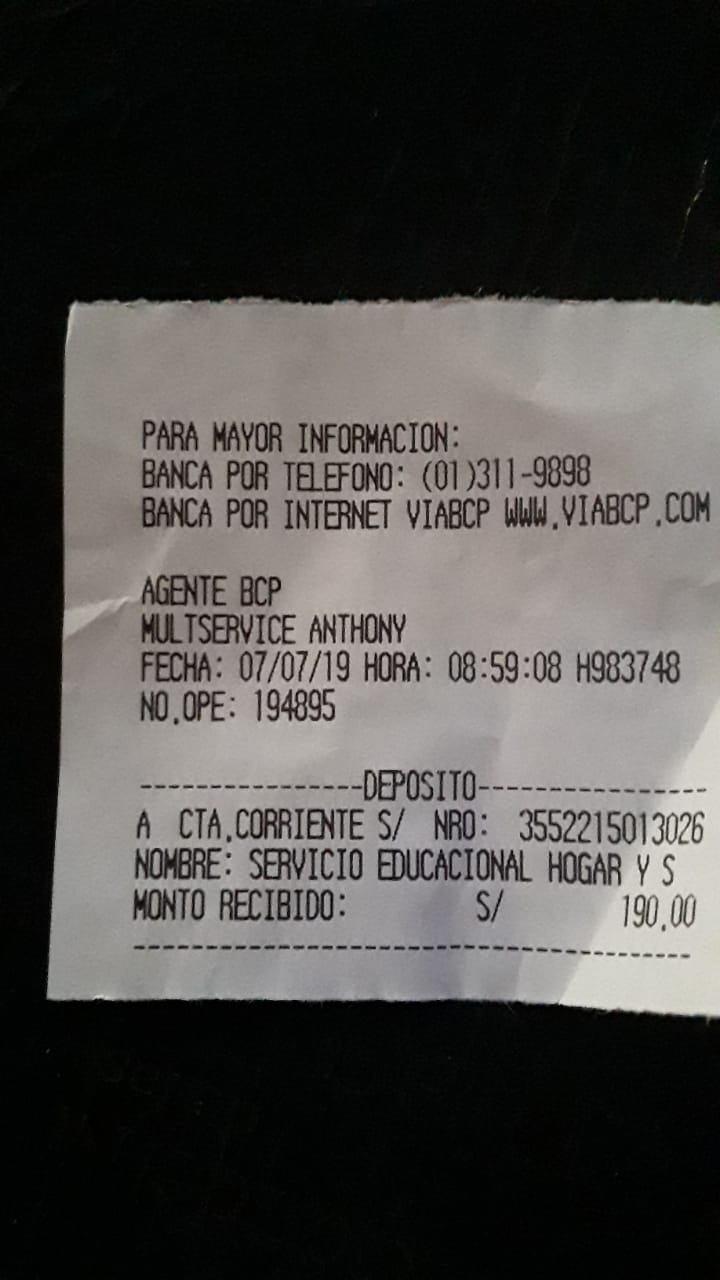 PARA MAYOR INFORMACION:
BANCA POR TELEFONO: (01)311-9898
BANCA POR INTERNET VIABCP WWW.VIABCP.COM
AGENTE BCP
MULTSERVICE ANTHONY
FECHA: 07/07/19 HORA: 08:59:08 H983748
NO.OPE: 194895
----------------DEPOSITO----------------
A CTA.CORRIENTE S/ NRO: 3552215013026
NOMBRE: SERVICIO EDUCACIONAL HOGAR Y S
MONTO RECIBIDO: S/ 190.00
----------------------------------------